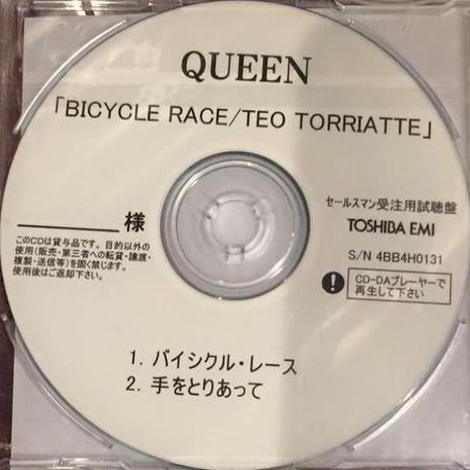 QUEEN
「BICYCLE RACE/TEO TORRIATTE」
様
このCDは貸与品です。目的以外の
使用(販売・第三者への転貸・譲渡・
複製・送信等)を固く禁じます。
使用後はご返却下さい。
セールスマン受注用試聴盤
TOSHIBA EMI
S/N 4BB4H0131
! CD-DAプレーヤーで
再生して下さい
1. バイシクル・レース
2. 手をとりあって